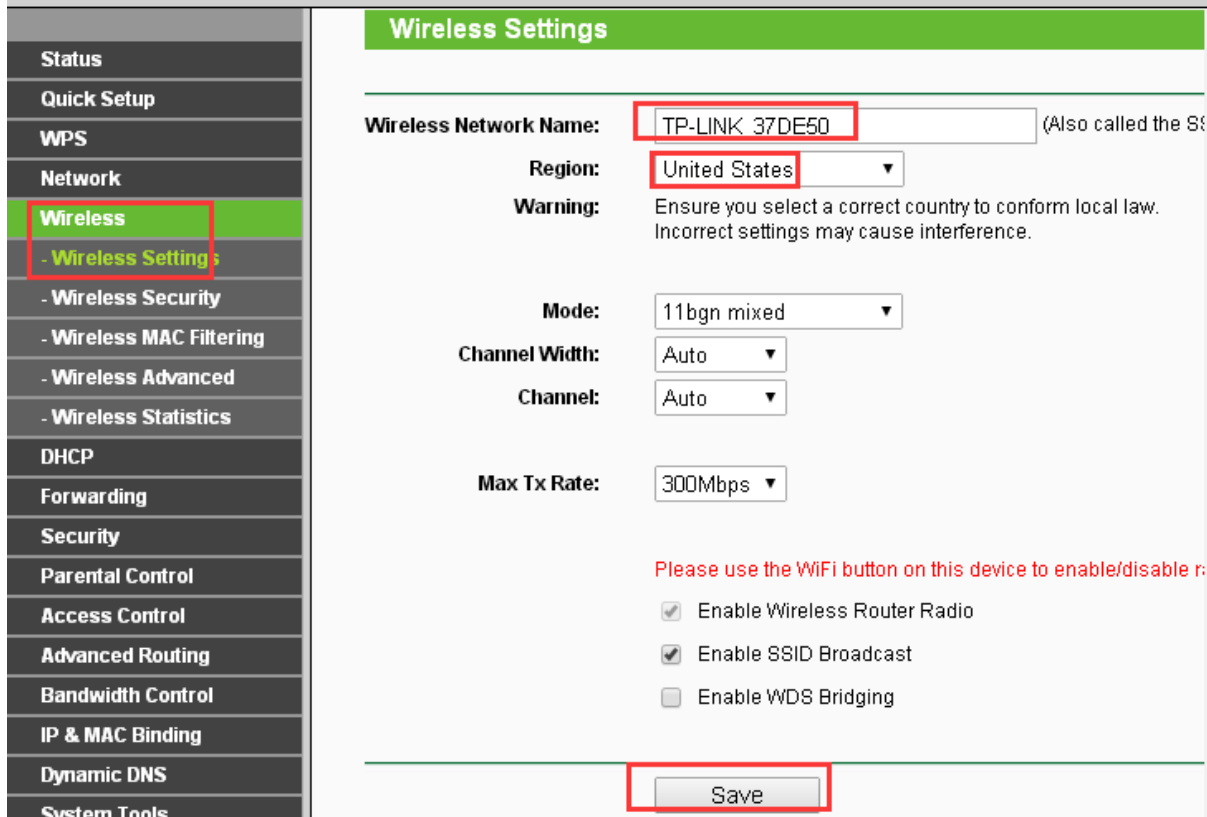 Wireless Settings
Status
Quick Setup
WPS
Network
Wireless
- Wireless Settings
- Wireless Security
- Wireless MAC Filtering
- Wireless Advanced
- Wireless Statistics
DHCP
Forwarding
Security
Parental Control
Access Control
Advanced Routing
Bandwidth Control
IP & MAC Binding
Dynamic DNS
System Tools
Wireless Network Name: TP-LINK_37DE50 (Also called the
Region: United States
Warning: Ensure you select a correct country to conform local law.
Incorrect settings may cause interference.
Mode: 11bgn mixed
Channel Width: Auto
Channel: Auto
Max Tx Rate: 300Mbps
Please use the WiFi button on this device to enable/disable
Enable Wireless Router Radio
Enable SSID Broadcast
Enable WDS Bridging
Save